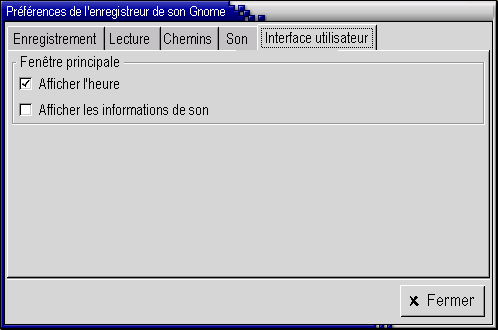 Préférences de l'enregistreur de son Gnome
Enregistrement Lecture Chemins Son Interface utilisateur
Fenêtre principale
Afficher l'heure
Afficher les informations de son
Fermer